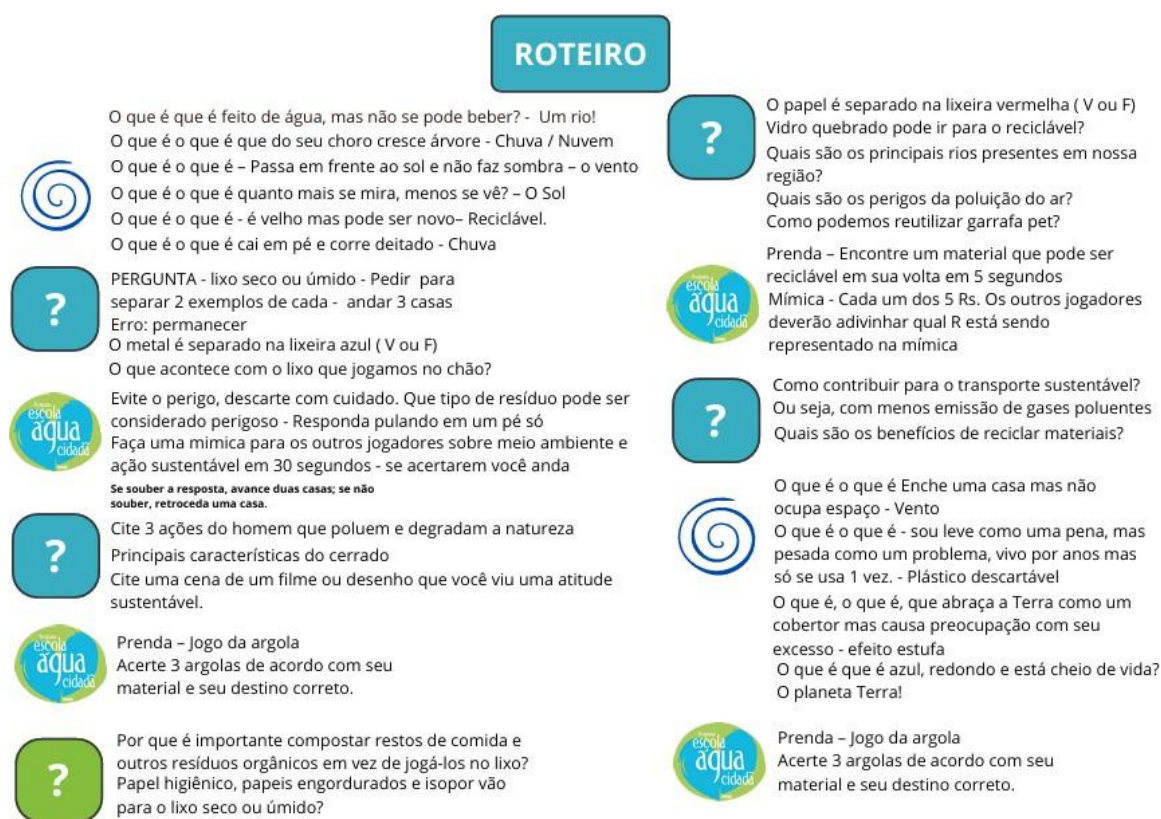 ROTEIRO
O que é que é feito de água, mas não se pode beber? - Um rio!
O que é o que é que do seu choro cresce árvore - Chuva / Nuvem
O que é o que é – Passa em frente ao sol e não faz sombra – o vento
O que é o que é quanto mais se mira, menos se vê? – O Sol
O que é o que é - é velho mas pode ser novo– Reciclável.
O que é o que é cai em pé e corre deitado - Chuva
?
PERGUNTA - lixo seco ou úmido - Pedir para
separar 2 exemplos de cada - andar 3 casas
Erro: permanecer
O metal é separado na lixeira azul ( V ou F)
O que acontece com o lixo que jogamos no chão?
escola
água
cidadã
Evite o perigo, descarte com cuidado. Que tipo de resíduo pode ser
considerado perigoso - Responda pulando em um pé só
Faça uma mimica para os outros jogadores sobre meio ambiente e
ação sustentável em 30 segundos - se acertarem você anda
Se souber a resposta, avance duas casas; se não
souber, retroceda uma casa.
?
Cite 3 ações do homem que poluem e degradam a natureza
Principais características do cerrado
Cite uma cena de um filme ou desenho que você viu uma atitude
sustentável.
escola
água
cidadã
Prenda – Jogo da argola
Acerte 3 argolas de acordo com seu
material e seu destino correto.
?
Por que é importante compostar restos de comida e
outros resíduos orgânicos em vez de jogá-los no lixo?
Papel higiênico, papeis engordurados e isopor vão
para o lixo seco ou úmido?
?
O papel é separado na lixeira vermelha ( V ou F)
Vidro quebrado pode ir para o reciclável?
Quais são os principais rios presentes em nossa
região?
Quais são os perigos da poluição do ar?
Como podemos reutilizar garrafa pet?
escola
água
cidadã
Prenda – Encontre um material que pode ser
reciclável em sua volta em 5 segundos
Mímica - Cada um dos 5 Rs. Os outros jogadores
deverão adivinhar qual R está sendo
representado na mímica
?
Como contribuir para o transporte sustentável?
Ou seja, com menos emissão de gases poluentes
Quais são os benefícios de reciclar materiais?
O que é o que é Enche uma casa mas não
ocupa espaço - Vento
O que é o que é - sou leve como uma pena, mas
pesada como um problema, vivo por anos mas
só se usa 1 vez. - Plástico descartável
O que é, o que é, que abraça a Terra como um
cobertor mas causa preocupação com seu
excesso - efeito estufa
O que é que é azul, redondo e está cheio de vida?
O planeta Terra!
escola
água
cidadã
Prenda – Jogo da argola
Acerte 3 argolas de acordo com seu
material e seu destino correto.